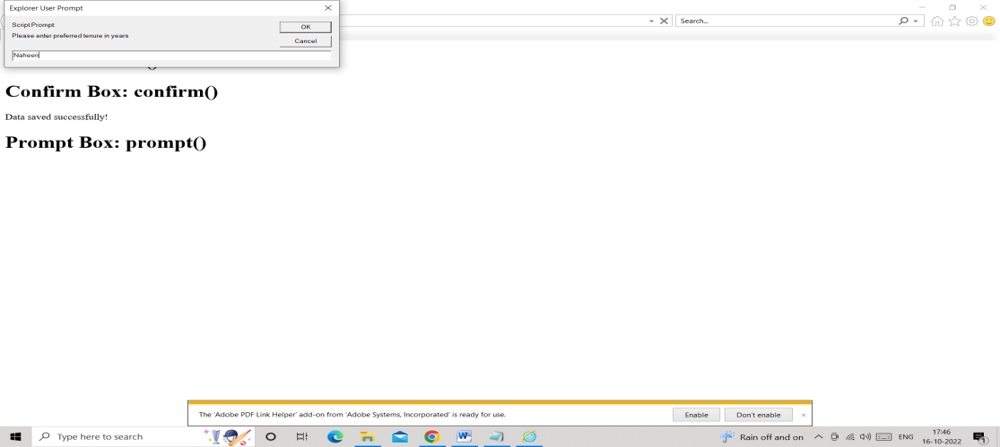 Explorer User Prompt
Script Prompt:
Please enter preferred tenure in years
OK
Cancel
Naheen
Search...
Confirm Box: confirm()
Data saved successfully!
Prompt Box: prompt()
The 'Adobe PDF Link Helper' add-on from 'Adobe Systems, Incorporated' is ready for use.
Enable
Don't enable
Type here to search
Rain off and on
ENG
17:46
16-10-2022